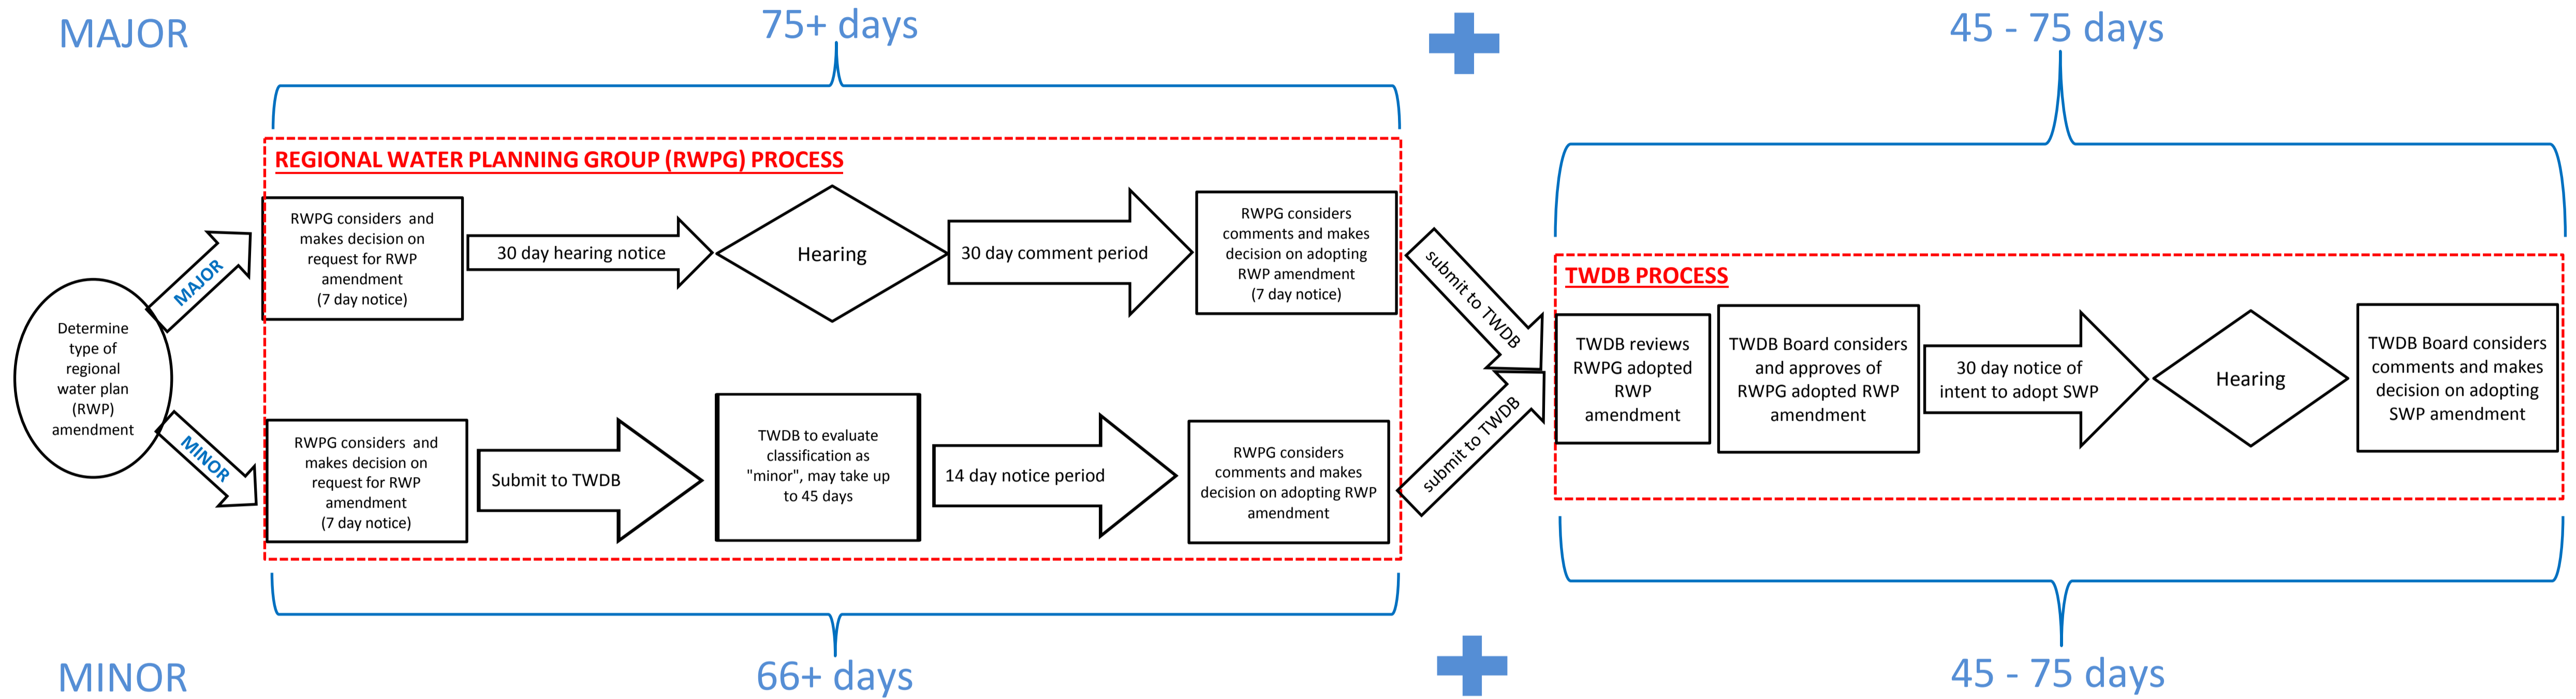 MAJOR
75+ days
45 - 75 days
REGIONAL WATER PLANNING GROUP (RWPG) PROCESS
Determine
type of
regional
water plan
(RWP)
amendment
MAJOR
RWPG considers  and
makes decision on
request for RWP
amendment
(7 day notice)
30 day hearing notice
Hearing
30 day comment period
RWPG considers
comments and makes
decision on adopting
RWP amendment
(7 day notice)
submit to TWDB
MINOR
RWPG considers  and
makes decision on
request for RWP
amendment
(7 day notice)
Submit to TWDB
TWDB to evaluate
classification as
"minor", may take up
to 45 days
14 day notice period
RWPG considers
comments and makes
decision on adopting RWP
amendment
submit to TWDB
TWDB PROCESS
TWDB reviews
RWPG adopted
RWP
amendment
TWDB Board considers
and approves of
RWPG adopted RWP
amendment
30 day notice of
intent to adopt SWP
Hearing
TWDB Board considers
comments and makes
decision on adopting
SWP amendment
MINOR
66+ days
45 - 75 days